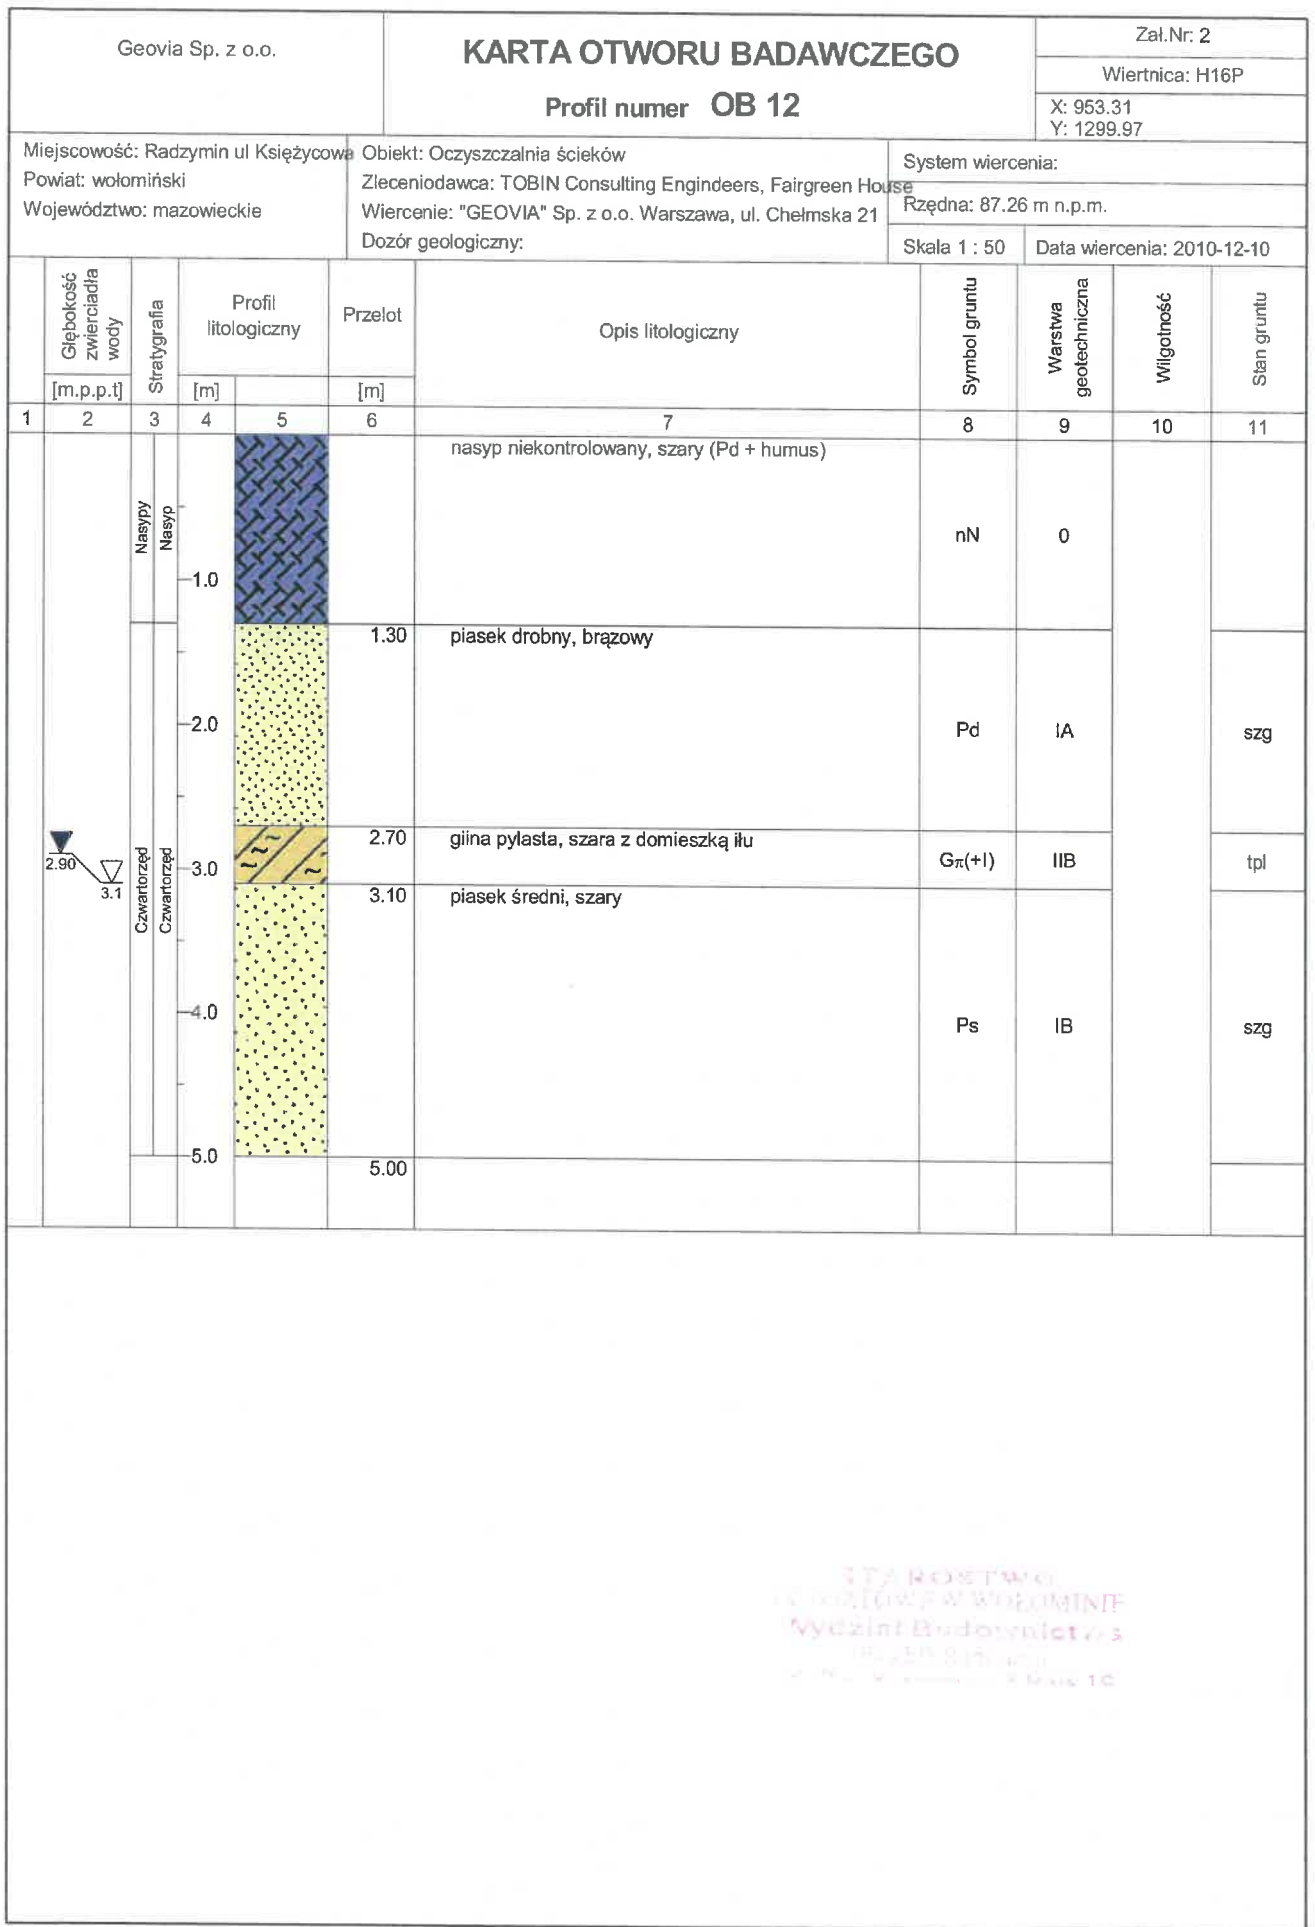 Geovia Sp. z o.o.
KARTA OTWORU BADAWCZEGO
Profil numer OB 12
Zał.Nr: 2
Wiertnica: H16P
X: 953.31
Y: 1299.97
Miejscowość: Radzymin ul Księżycowa
Powiat: wołomiński
Województwo: mazowieckie
Obiekt: Oczyszczalnia ścieków
Zleceniodawca: TOBIN Consulting Engindeers, Fairgreen House
Wiercenie: "GEOVIA" Sp. z o.o. Warszawa, ul. Chełmska 21
Dozór geologiczny:
System wiercenia:
Rzędna: 87.26 m n.p.m.
Skala 1 : 50
Data wiercenia: 2010-12-10
Głębokość
zwierciadła
wody
[m.p.p.t]
Stratygrafia
Profil
litologiczny
[m]
Przelot
[m]
Opis litologiczny
Symbol gruntu
Warstwa
geotechniczna
Wilgotność
Stan gruntu
1 2 3 4 5 6 7 8 9 10 11
Nasypy
Nasyp
nasyp niekontrolowany, szary (Pd + humus)
nN 0
1.0
1.30 piasek drobny, brązowy
2.0
Pd IA szg
2.70 glina pylasta, szara z domieszką iłu
Gπ(+I) IIB tpl
2.90
3.1
3.0
Czwartorzęd
Czwartorzęd
3.10 piasek średni, szary
4.0
Ps IB szg
5.0
5.00
STAROSTWO
W WOŁOMINIE
Wydział Budownictwa